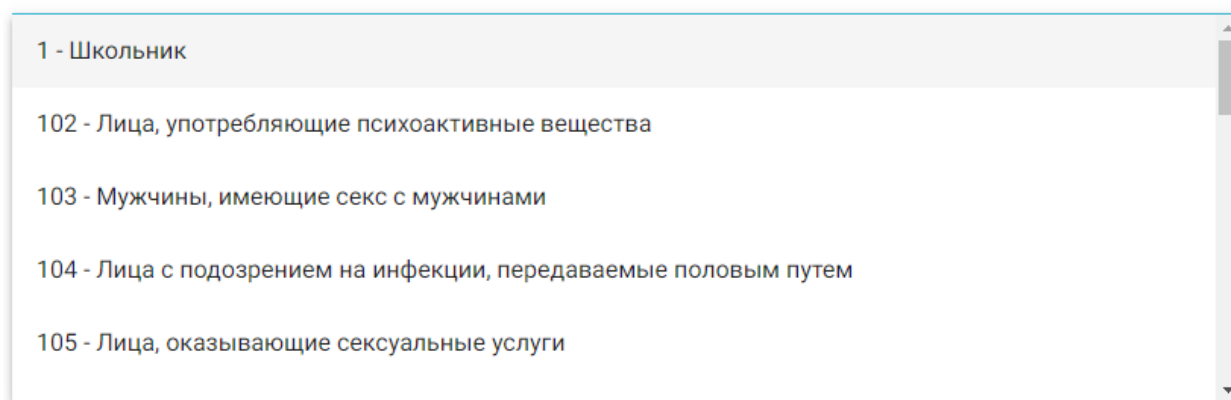 1 - Школьник
102 - Лица, употребляющие психоактивные вещества
103 - Мужчины, имеющие секс с мужчинами
104 - Лица с подозрением на инфекции, передаваемые половым путем
105 - Лица, оказывающие сексуальные услуги